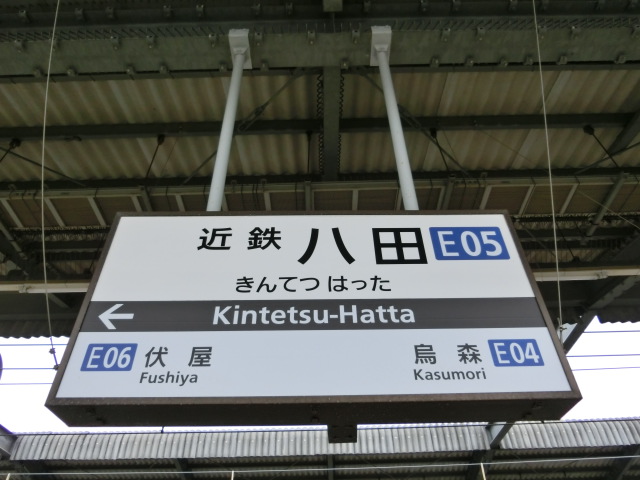 近鉄 八田 E05
きんてつ はった
← Kintetsu-Hatta
E06 伏屋 烏森 E04
Fushiya Kasumori